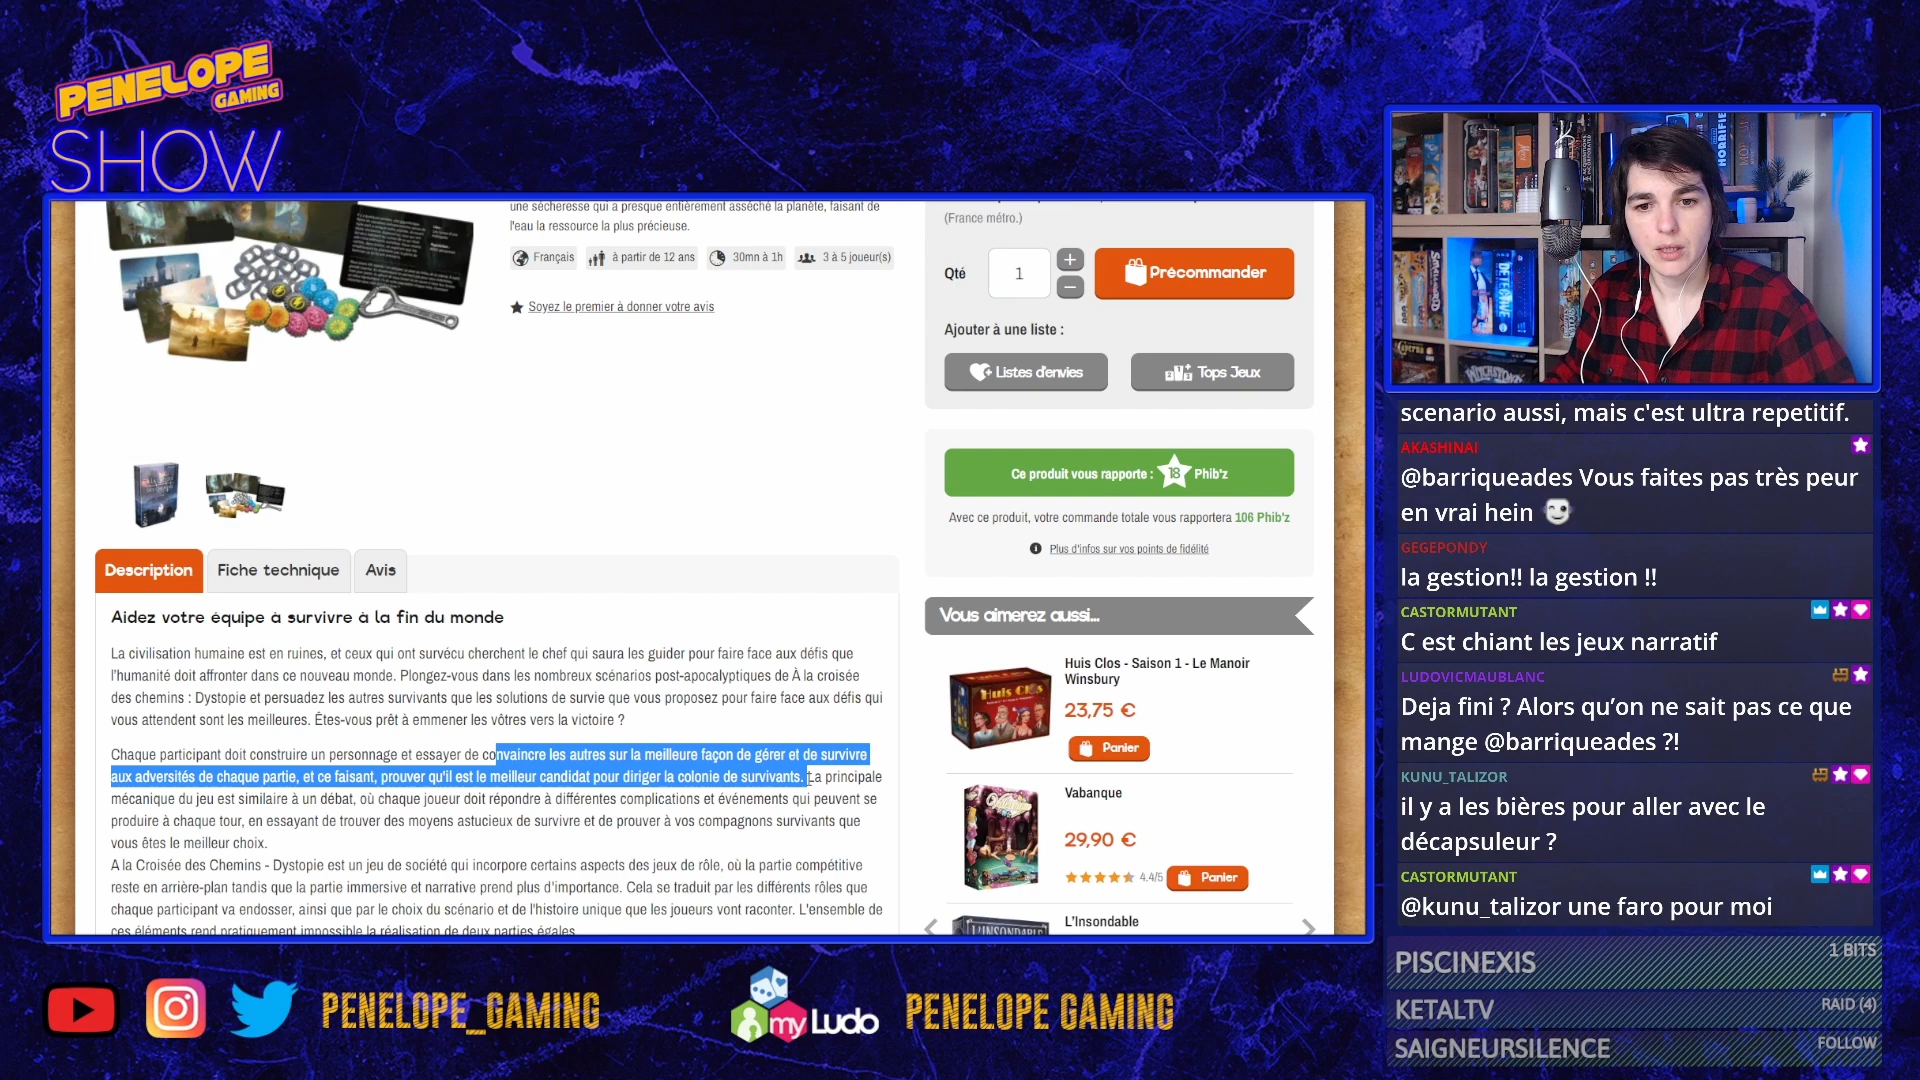 PENELOPE
GAMING
SHOW
une sécheresse qui a presque entièrement asséché la planète, faisant de
l'eau la ressource la plus précieuse.
Français
à partir de 12 ans
30mn à 1h
3 à 5 joueur(s)
Soyez le premier à donner votre avis
(France métro.)
Qté
1
+
−
Précommander
Ajouter à une liste :
Listes d'envies
Tops Jeux
Ce produit vous rapporte : 18 Phib'z
Avec ce produit, votre commande totale vous rapportera 106 Phib'z
Plus d'infos sur vos points de fidélité
Description
Fiche technique
Avis
Aidez votre équipe à survivre à la fin du monde
La civilisation humaine est en ruines, et ceux qui ont survécu cherchent le chef qui saura les guider pour faire face aux défis que
l'humanité doit affronter dans ce nouveau monde. Plongez-vous dans les nombreux scénarios post-apocalyptiques de À la croisée
des chemins : Dystopie et persuadez les autres survivants que les solutions de survie que vous proposez pour faire face aux défis qui
vous attendent sont les meilleures. Êtes-vous prêt à emmener les vôtres vers la victoire ?
Chaque participant doit construire un personnage et essayer de convaincre les autres sur la meilleure façon de gérer et de survivre
aux adversités de chaque partie, et ce faisant, prouver qu'il est le meilleur candidat pour diriger la colonie de survivants. La principale
mécanique du jeu est similaire à un débat, où chaque joueur doit répondre à différentes complications et événements qui peuvent se
produire à chaque tour, en essayant de trouver des moyens astucieux de survivre et de prouver à vos compagnons survivants que
vous êtes le meilleur choix.
A la Croisée des Chemins - Dystopie est un jeu de société qui incorpore certains aspects des jeux de rôle, où la partie compétitive
reste en arrière-plan tandis que la partie immersive et narrative prend plus d'importance. Cela se traduit par les différents rôles que
chaque participant va endosser, ainsi que par le choix du scénario et de l'histoire unique que les joueurs vont raconter. L'ensemble de
ces éléments rend pratiquement impossible la réalisation de deux parties égales.
Vous aimerez aussi...
Huis Clos
Huis Clos - Saison 1 - Le Manoir
Winsbury
23,75 €
Panier
Vabanque
29,90 €
4.4/5
Panier
L'INSONDABLE
L'Insondable
HORRIFIE
DETECTIVE
scenario aussi, mais c'est ultra repetitif.
AKASHINAI
@barriqueades Vous faites pas très peur
en vrai hein
GEGEPONDY
la gestion!! la gestion !!
CASTORMUTANT
C est chiant les jeux narratif
LUDOVICMAUBLANC
Deja fini ? Alors qu’on ne sait pas ce que
mange @barriqueades ?!
KUNU_TALIZOR
il y a les bières pour aller avec le
décapsuleur ?
CASTORMUTANT
@kunu_talizor une faro pour moi
PISCINEXIS
1 BITS
KETALTV
RAID (4)
SAIGNEURSILENCE
FOLLOW
PENELOPE_GAMING
my Ludo
PENELOPE GAMING